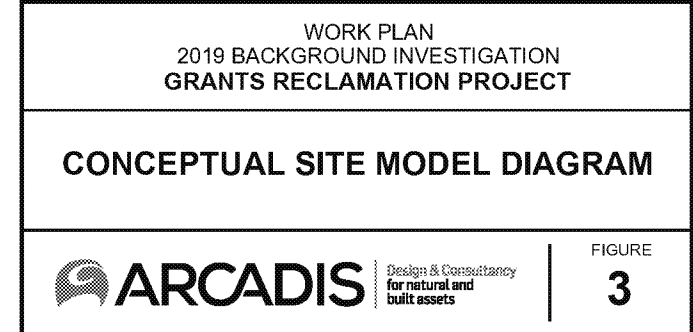 WORK PLAN
2019 BACKGROUND INVESTIGATION
GRANTS RECLAMATION PROJECT
CONCEPTUAL SITE MODEL DIAGRAM
ARCADIS
Design & Consultancy
for natural and
built assets
FIGURE
3